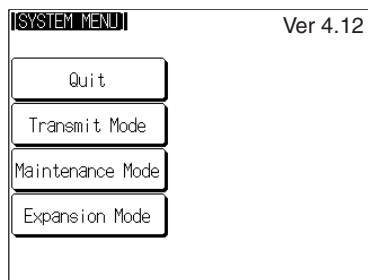 [SYSTEM MENU]
Ver 4.12
Quit
Transmit Mode
Maintenance Mode
Expansion Mode